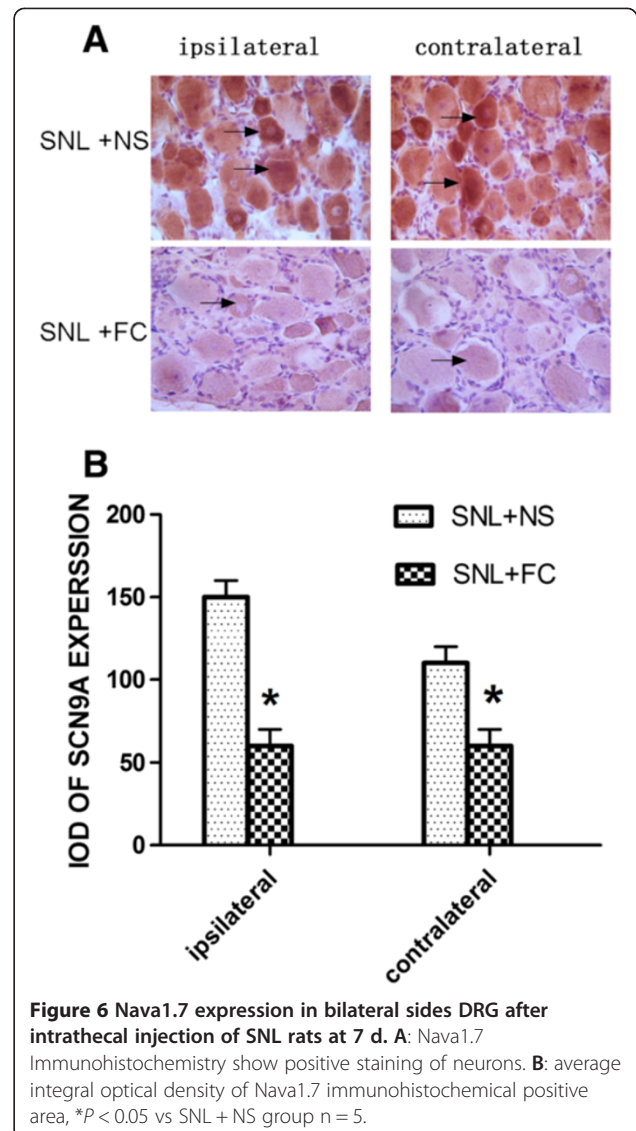 A
ipsilateral contralateral
SNL +NS
SNL +FC
B
IOD OF SCN9A EXPERSSION
200
150
100
50
0
SNL+NS
SNL+FC
* *
ipsilateral
contralateral
Figure 6 Nava1.7 expression in bilateral sides DRG after
intrathecal injection of SNL rats at 7 d. A: Nava1.7
Immunohistochemistry show positive staining of neurons. B: average
integral optical density of Nava1.7 immunohistochemical positive
area, *P < 0.05 vs SNL + NS group n = 5.